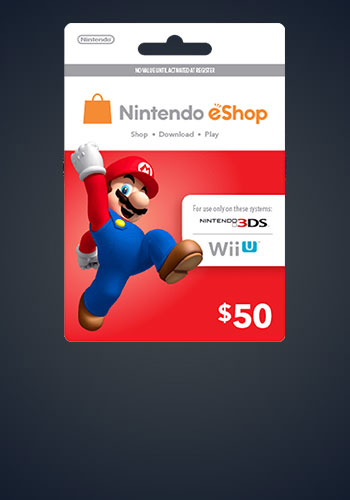 Nintendo
NO VALUE UNTIL ACTIVATED AT REGISTER
Nintendo eShop
Shop • Download • Play
M
For use only on these systems:
NINTENDO 3DS
Wii U™
$50